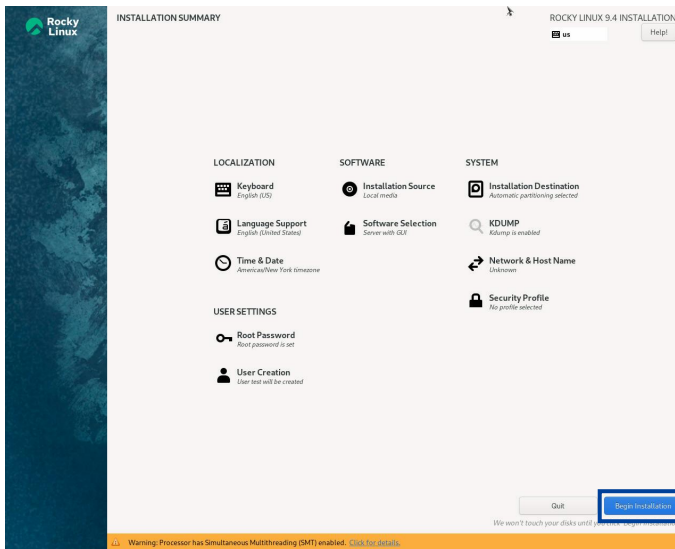 Rocky
Linux
INSTALLATION SUMMARY
ROCKY LINUX 9.4 INSTALLATION
us
Help!
LOCALIZATION
Keyboard
English (US)
Language Support
English (United States)
Time & Date
Americas/New York timezone
USER SETTINGS
Root Password
Root password is set
User Creation
User test will be created
SOFTWARE
Installation Source
Local media
Software Selection
Server with GUI
SYSTEM
Installation Destination
Automatic partitioning selected
KDUMP
Kdump is enabled
Network & Host Name
Unknown
Security Profile
No profile selected
Quit
Begin Installation
We won't touch your disks until you click 'Begin Installation'
Warning: Processor has Simultaneous Multithreading (SMT) enabled. Click for details.